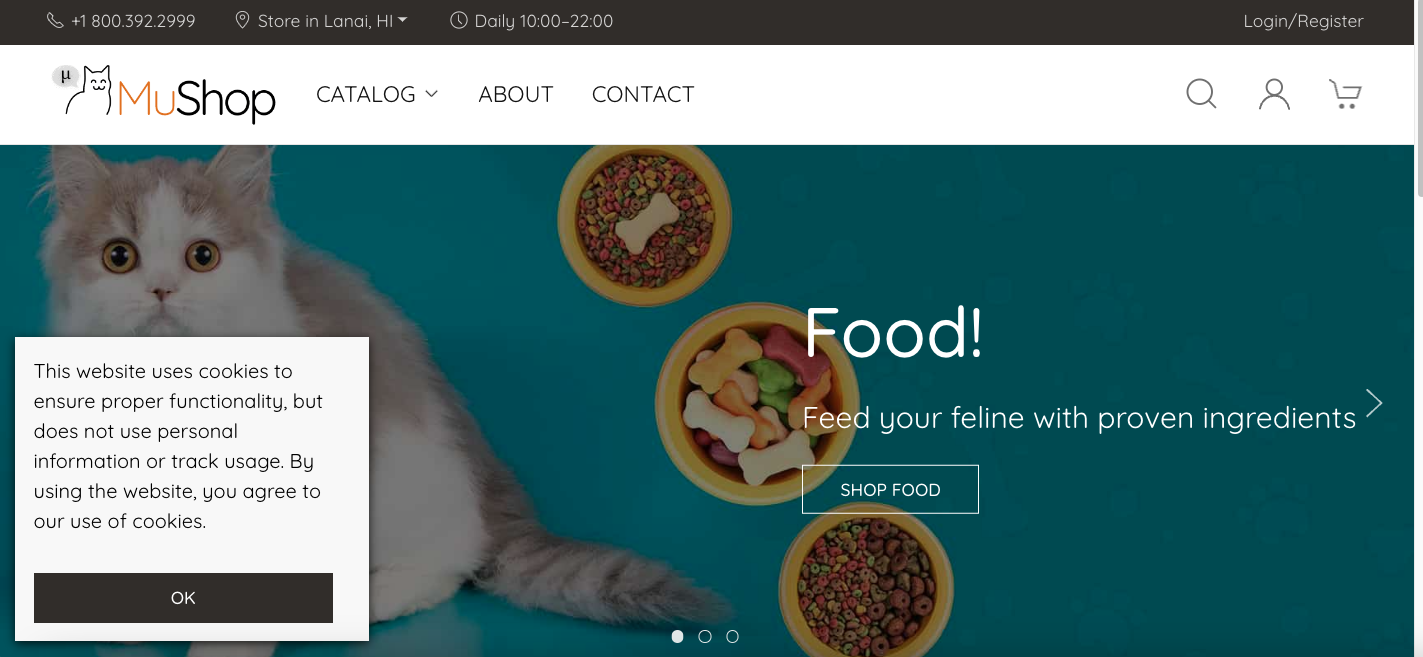 +1 800.392.2999 Store in Lanai, HI Daily 10:00–22:00 Login/Register
μ MuShop CATALOG ABOUT CONTACT
Food!
Feed your feline with proven ingredients
SHOP FOOD
This website uses cookies to
ensure proper functionality, but
does not use personal
information or track usage. By
using the website, you agree to
our use of cookies.
OK